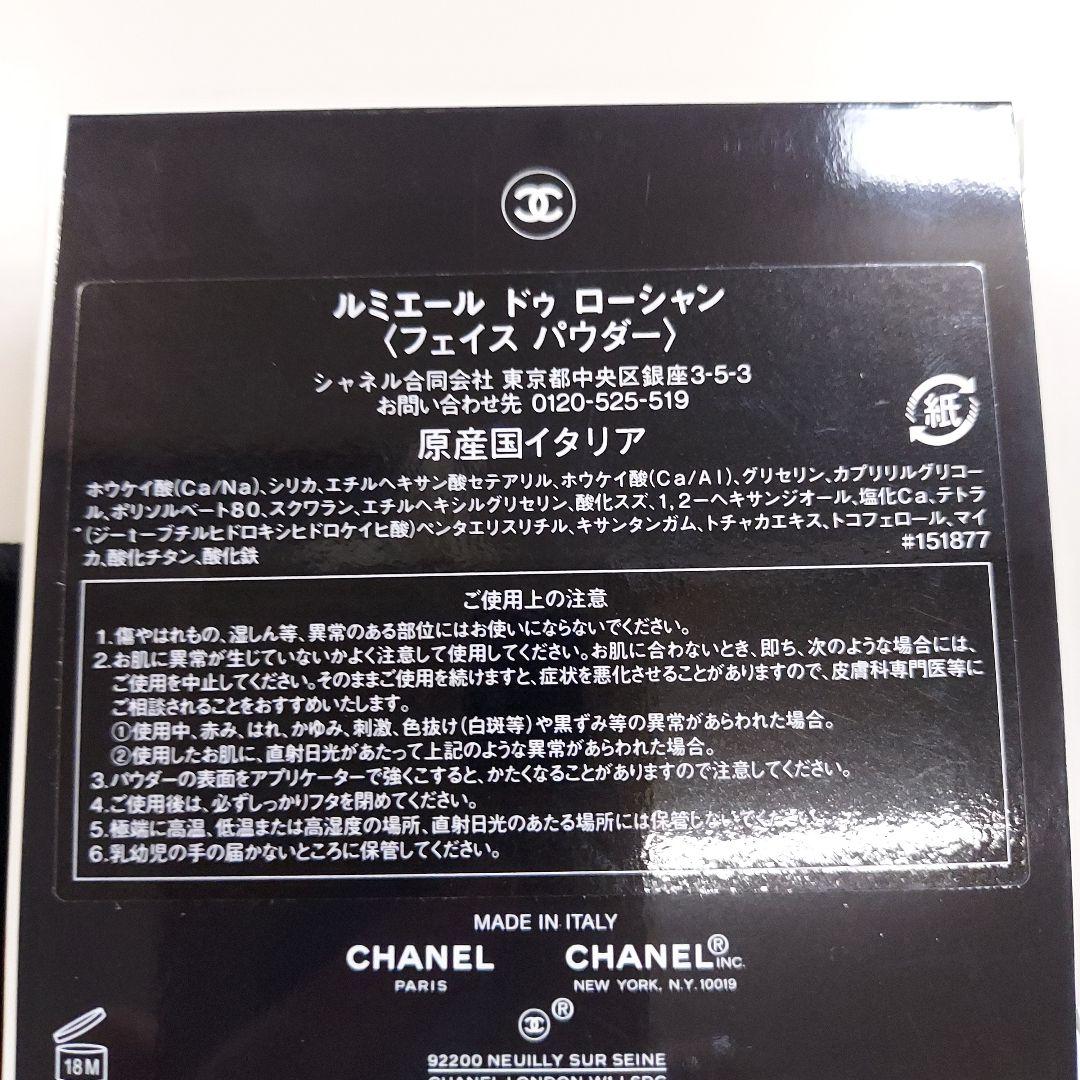 ルミエール ドゥ ローシャン
〈フェイス パウダー〉
シャネル合同会社 東京都中央区銀座3-5-3
お問い合わせ先 0120-525-519
紙
原産国イタリア
ホウケイ酸(Ca/Na)、シリカ、エチルヘキサン酸セテアリル、ホウケイ酸(Ca/Al)、グリセリン、カプリリルグリコー
ル、ポリソルベート80、スクワラン、エチルヘキシルグリセリン、酸化スズ、1,2－ヘキサンジオール、塩化Ca、テトラ
(ジーtーブチルヒドロキシヒドロケイヒ酸)ペンタエリスリチル、キサンタンガム、トチャカエキス、トコフェロール、マイ
カ、酸化チタン、酸化鉄
#151877
ご使用上の注意
1.傷やはれもの、湿しん等、異常のある部位にはお使いにならないでください。
2.お肌に異常が生じていないかよく注意して使用してください。お肌に合わないとき、即ち、次のような場合には、
ご使用を中止してください。そのままご使用を続けますと、症状を悪化させることがありますので、皮膚科専門医等に
ご相談されることをおすすめいたします。
①使用中、赤み、はれ、かゆみ、刺激、色抜け(白斑等)や黒ずみ等の異常があらわれた場合。
②使用したお肌に、直射日光があたって上記のような異常があらわれた場合。
3.パウダーの表面をアプリケーターで強くこすると、かたくなることがありますので注意してください。
4.ご使用後は、必ずしっかりフタを閉めてください。
5.極端に高温、低温または高湿度の場所、直射日光のあたる場所には保管しないでください。
6.乳幼児の手の届かないところに保管してください。
MADE IN ITALY
CHANEL CHANEL® INC.
PARIS NEW YORK, N.Y. 10019
®
18M
92200 NEUILLY SUR SEINE
CHANEL LONDON W1J 6DG